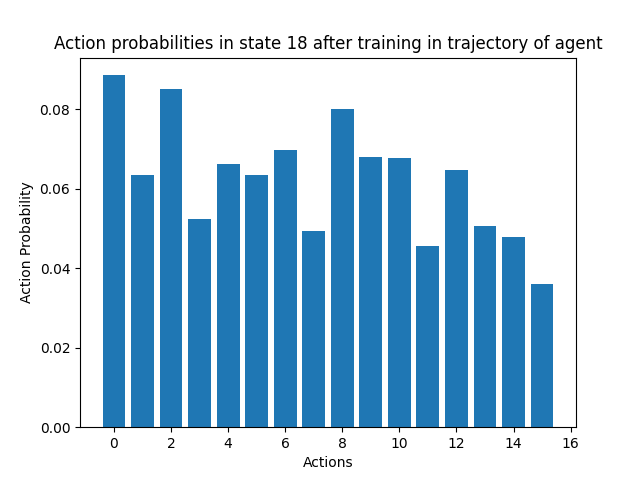 Action probabilities in state 18 after training in trajectory of agent
0.08
0.06
0.04
0.02
0.00
Action Probability
0 2 4 6 8 10 12 14 16
Actions